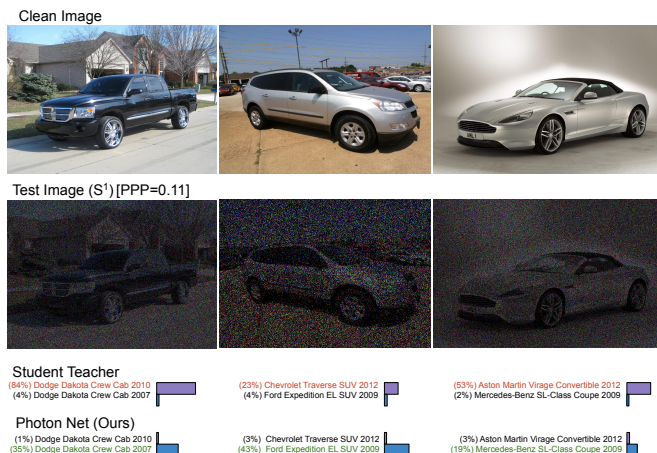 Clean Image
Test Image (S¹) [PPP=0.11]
Student Teacher
(84%) Dodge Dakota Crew Cab 2010
(4%) Dodge Dakota Crew Cab 2007
(23%) Chevrolet Traverse SUV 2012
(4%) Ford Expedition EL SUV 2009
(53%) Aston Martin Virage Convertible 2012
(2%) Mercedes-Benz SL-Class Coupe 2009
Photon Net (Ours)
(1%) Dodge Dakota Crew Cab 2010
(35%) Dodge Dakota Crew Cab 2007
(3%) Chevrolet Traverse SUV 2012
(43%) Ford Expedition EL SUV 2009
(3%) Aston Martin Virage Convertible 2012
(19%) Mercedes-Benz SL-Class Coupe 2009